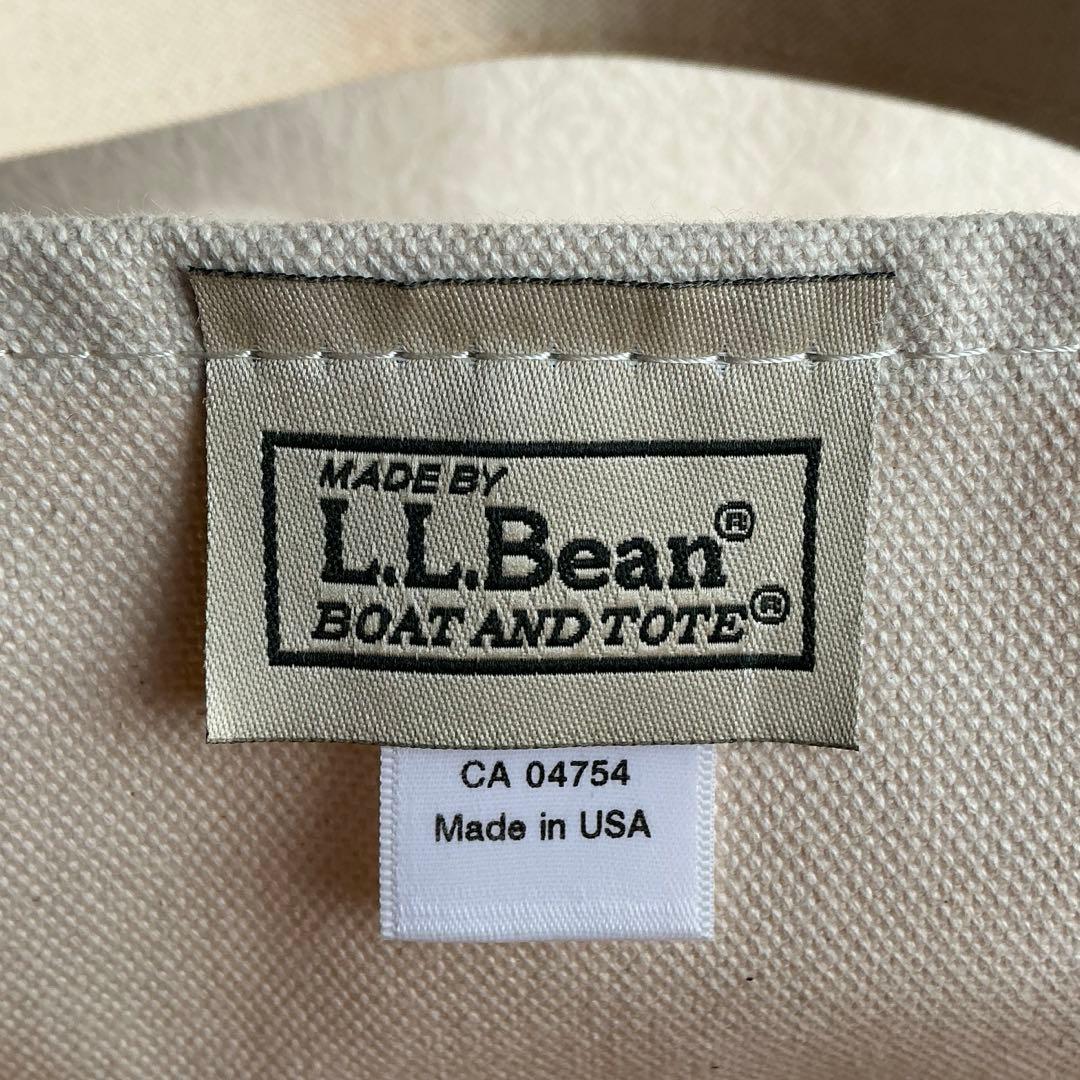 MADE BY
L.L.Bean®
BOAT AND TOTE®
CA 04754
Made in USA